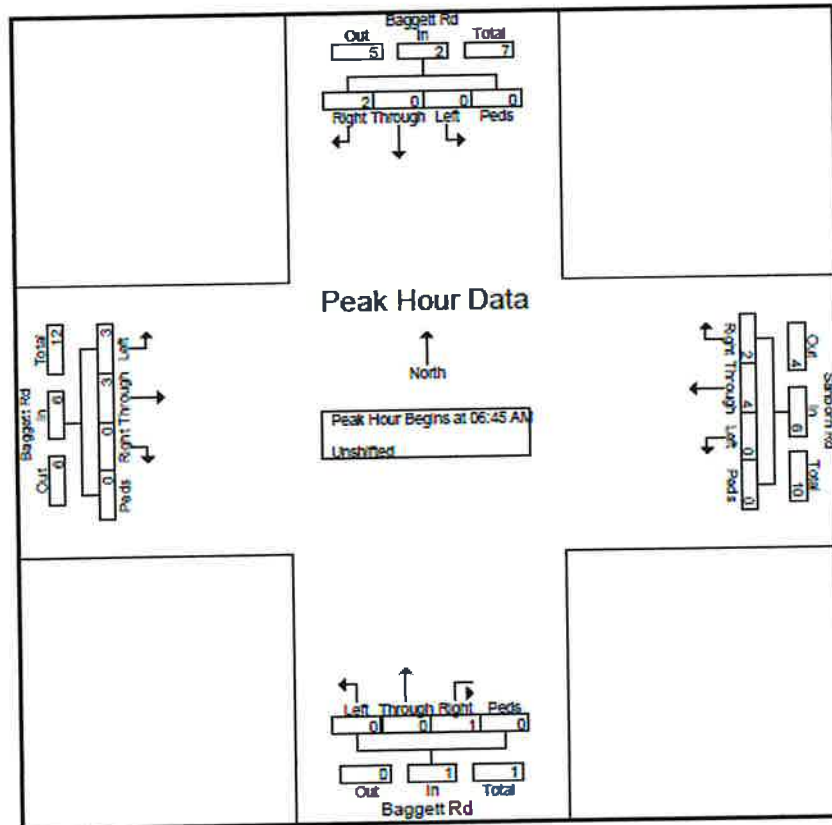 Baggett Rd
Out In Total
5 2 7
2 0 0 0
Right Through Left Peds
Peak Hour Data
North
Peak Hour Begins at 06:45 AM
Unshifted
Baggett Rd
Out In Total
6 6 12
3 3 0 0
Left Through Right Peds
Right Through Left Peds
2 4 0 0
Out In Total
4 6 10
Rd
Left Through Right Peds
0 0 1 0
0 1 1
Out In Total
Baggett Rd